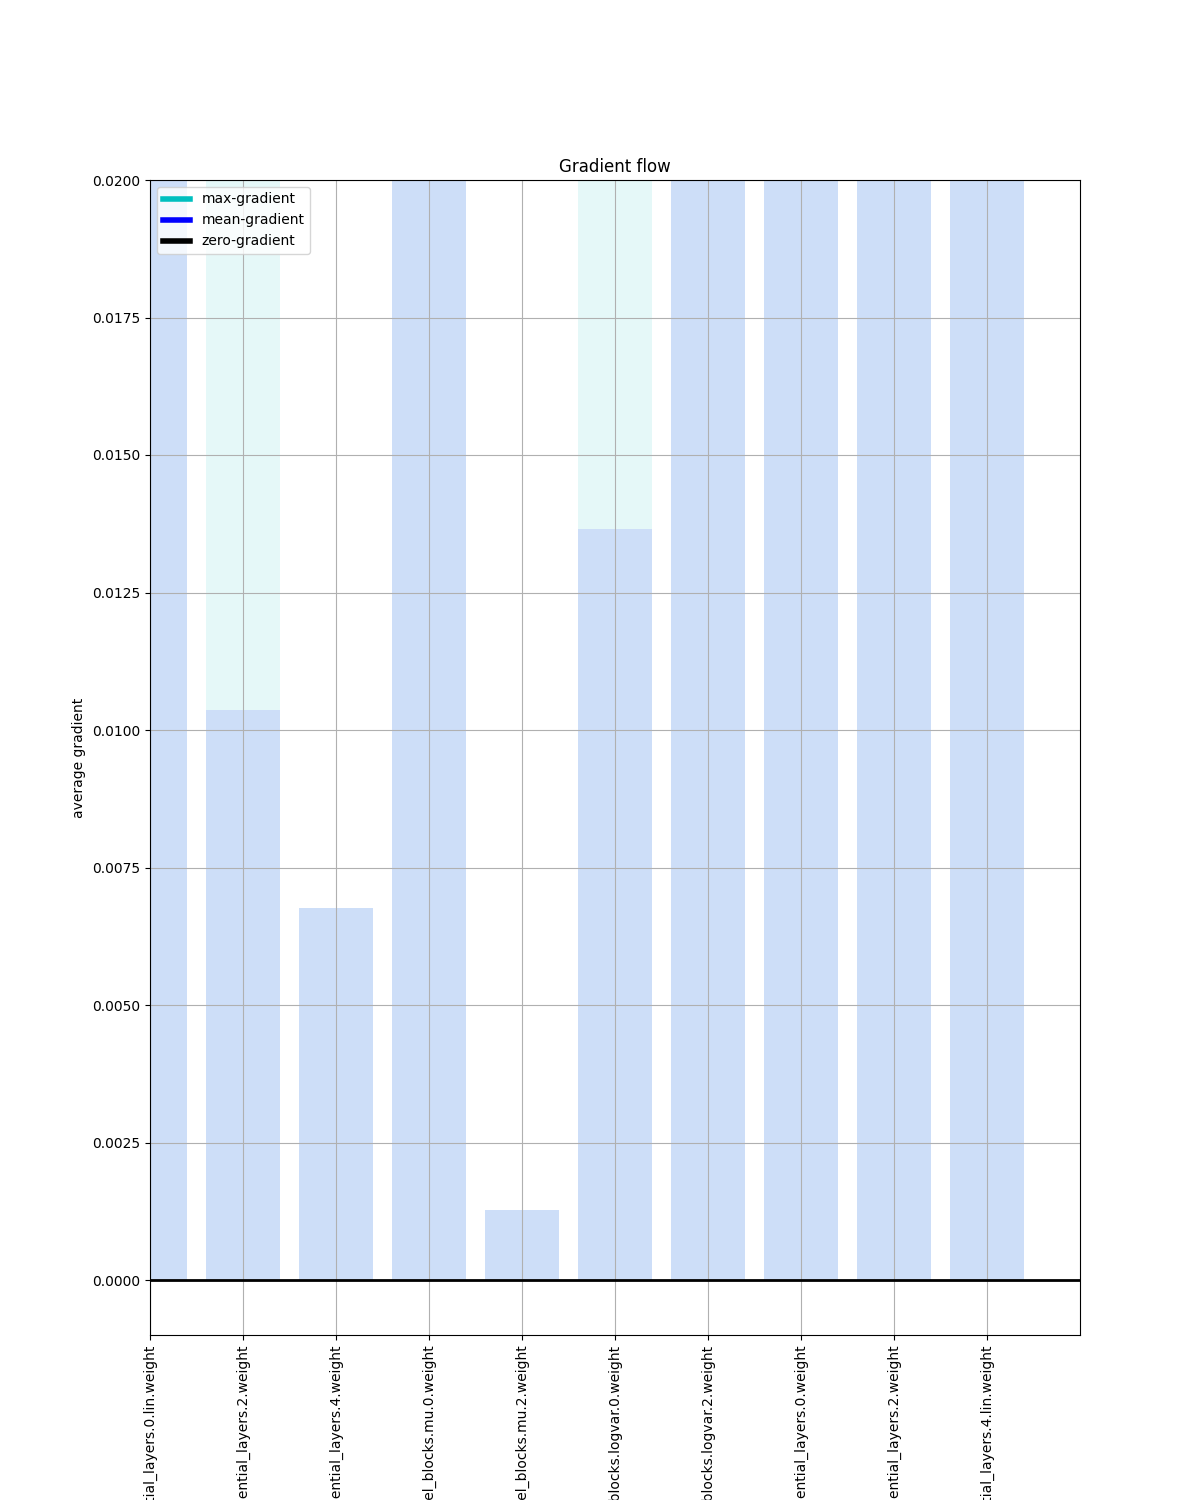 Gradient flow
max-gradient
mean-gradient
zero-gradient
0.0200
0.0175
0.0150
0.0125
0.0100
0.0075
0.0050
0.0025
0.0000
average gradient
tial_layers.0.lin.weight
ential_layers.2.weight
ential_layers.4.weight
el_blocks.mu.0.weight
el_blocks.mu.2.weight
blocks.logvar.0.weight
blocks.logvar.2.weight
ential_layers.0.weight
ential_layers.2.weight
tial_layers.4.lin.weight